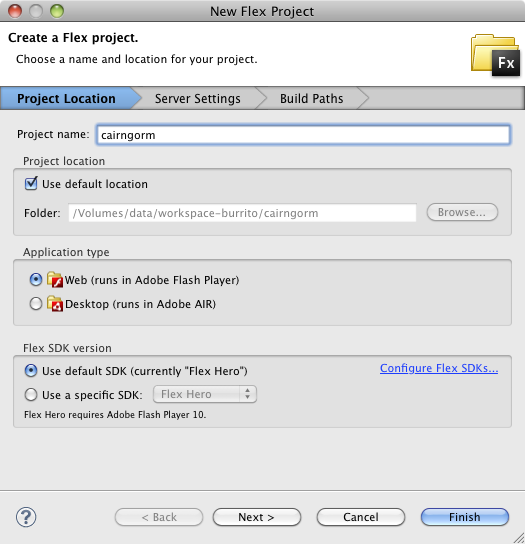 New Flex Project
Create a Flex project.
Choose a name and location for your project.
Fx
Project Location Server Settings Build Paths
Project name: cairngorm
Project location
Use default location
Folder: /Volumes/data/workspace-burrito/cairngorm Browse...
Application type
Web (runs in Adobe Flash Player)
Desktop (runs in Adobe AIR)
Flex SDK version
Use default SDK (currently "Flex Hero") Configure Flex SDKs...
Use a specific SDK: Flex Hero
Flex Hero requires Adobe Flash Player 10.
? < Back Next > Cancel Finish